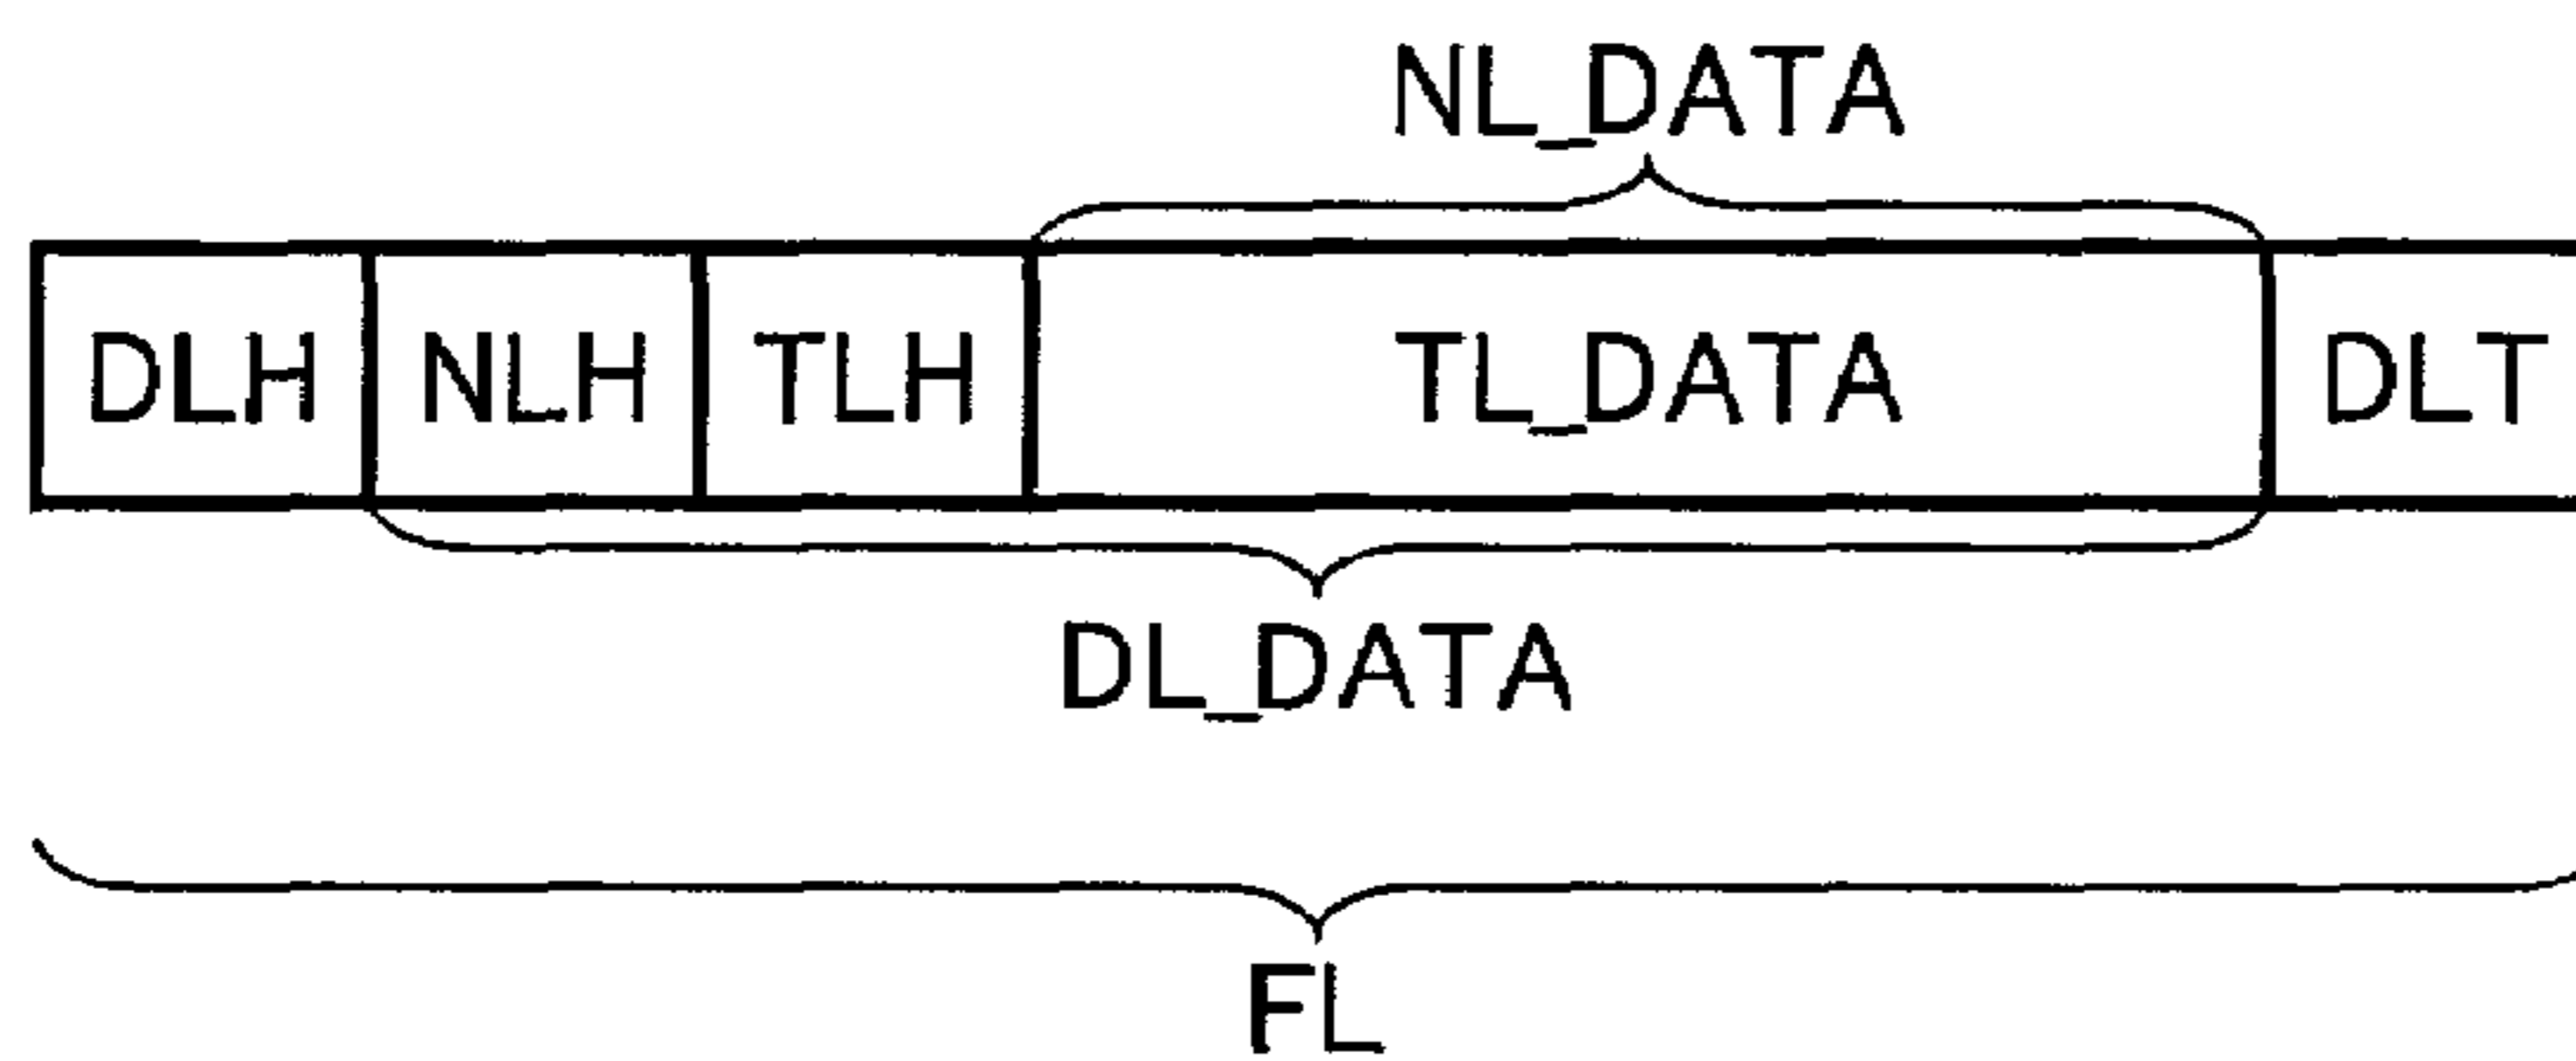 NL_DATA
DLH NLH TLH TL_DATA DLT
DL_DATA
FL